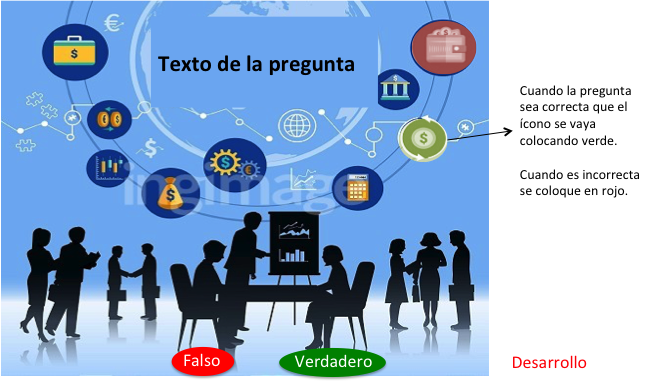 Texto de la pregunta
Cuando la pregunta
sea correcta que el
ícono se vaya
colocando verde.
Cuando es incorrecta
se coloque en rojo.
ingimage
Falso
Verdadero
Desarrollo